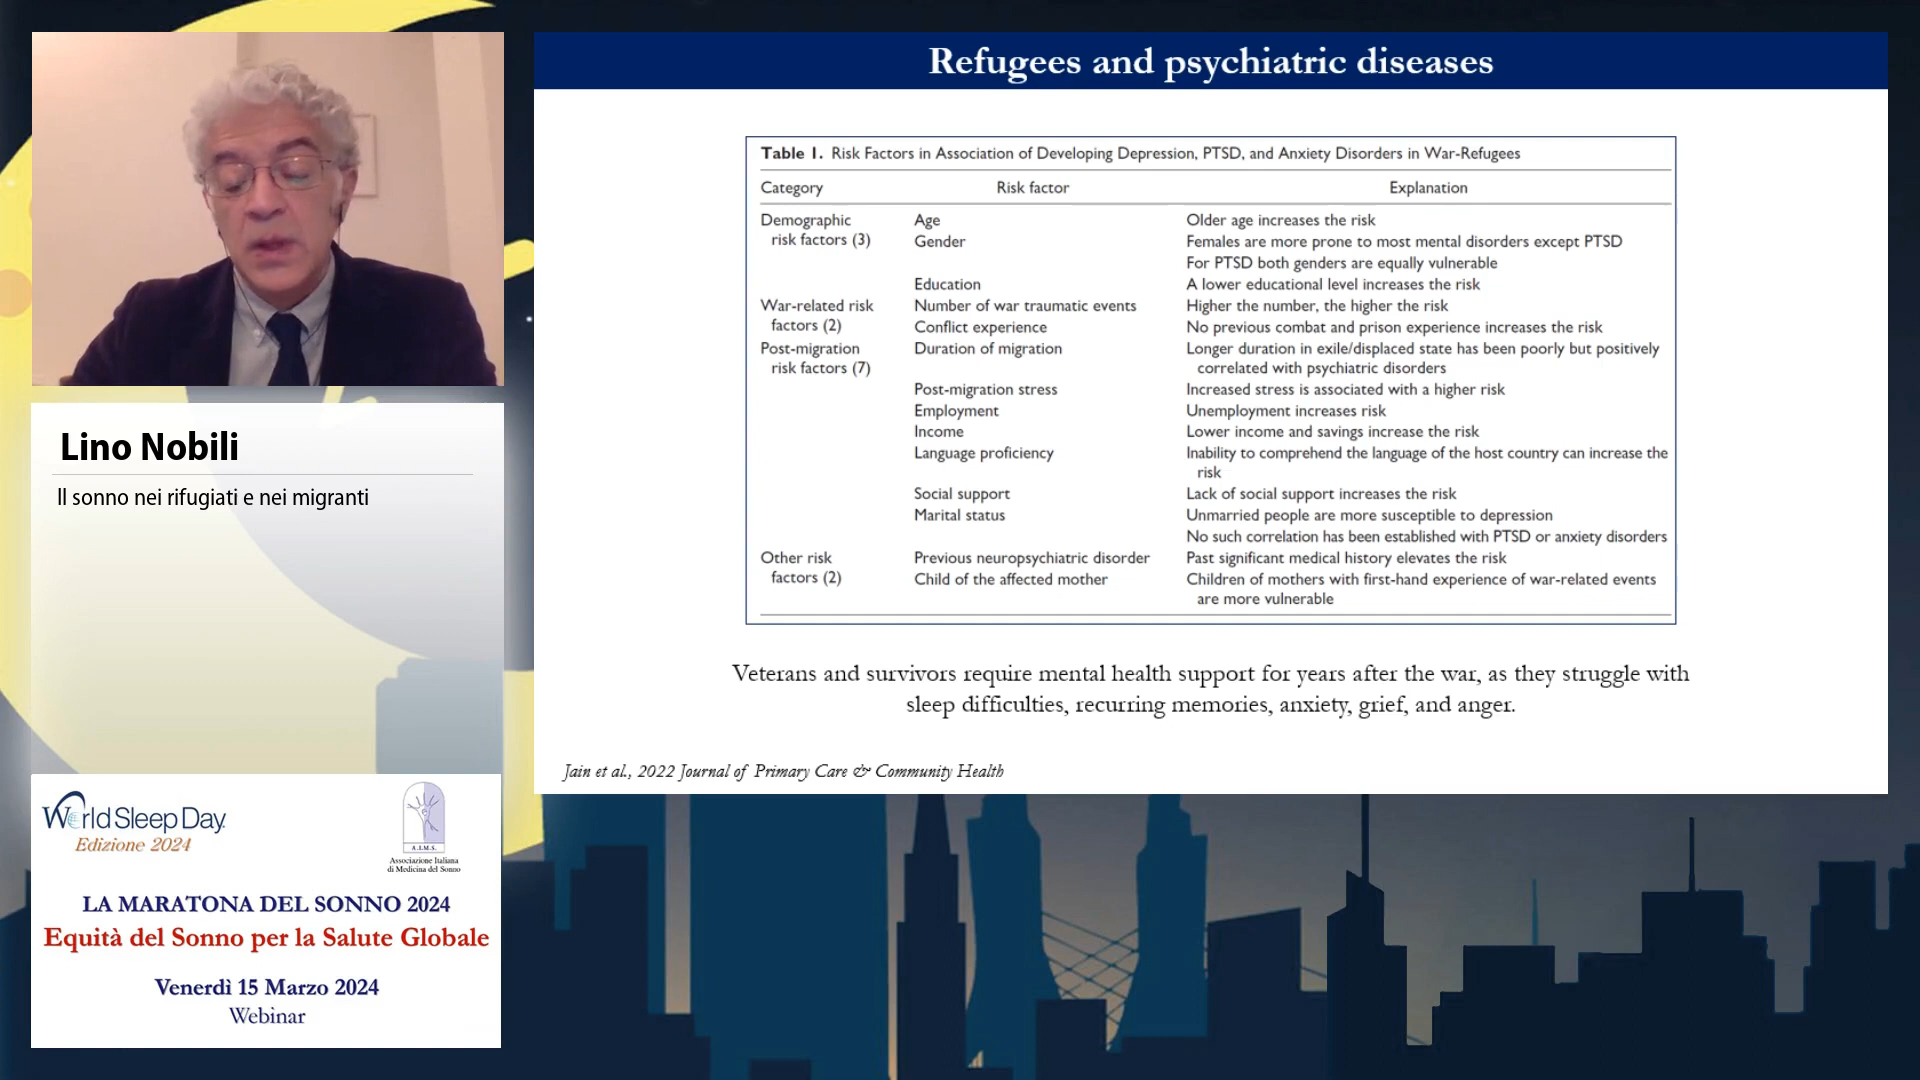 Refugees and psychiatric diseases
Table 1. Risk Factors in Association of Developing Depression, PTSD, and Anxiety Disorders in War-Refugees
Category Risk factor Explanation
Demographic risk factors (3) Age Older age increases the risk
Gender Females are more prone to most mental disorders except PTSD
For PTSD both genders are equally vulnerable
Education A lower educational level increases the risk
War-related risk factors (2) Number of war traumatic events Higher the number, the higher the risk
Conflict experience No previous combat and prison experience increases the risk
Post-migration risk factors (7) Duration of migration Longer duration in exile/displaced state has been poorly but positively
correlated with psychiatric disorders
Post-migration stress Increased stress is associated with a higher risk
Employment Unemployment increases risk
Income Lower income and savings increase the risk
Language proficiency Inability to comprehend the language of the host country can increase the
risk
Social support Lack of social support increases the risk
Marital status Unmarried people are more susceptible to depression
No such correlation has been established with PTSD or anxiety disorders
Other risk factors (2) Previous neuropsychiatric disorder Past significant medical history elevates the risk
Child of the affected mother Children of mothers with first-hand experience of war-related events
are more vulnerable
Veterans and survivors require mental health support for years after the war, as they struggle with
sleep difficulties, recurring memories, anxiety, grief, and anger.
Jain et al., 2022 Journal of Primary Care & Community Health
Lino Nobili
Il sonno nei rifugiati e nei migranti
World Sleep Day
Edizione 2024
A.I.M.S.
Associazione Italiana
di Medicina del Sonno
LA MARATONA DEL SONNO 2024
Equità del Sonno per la Salute Globale
Venerdì 15 Marzo 2024
Webinar